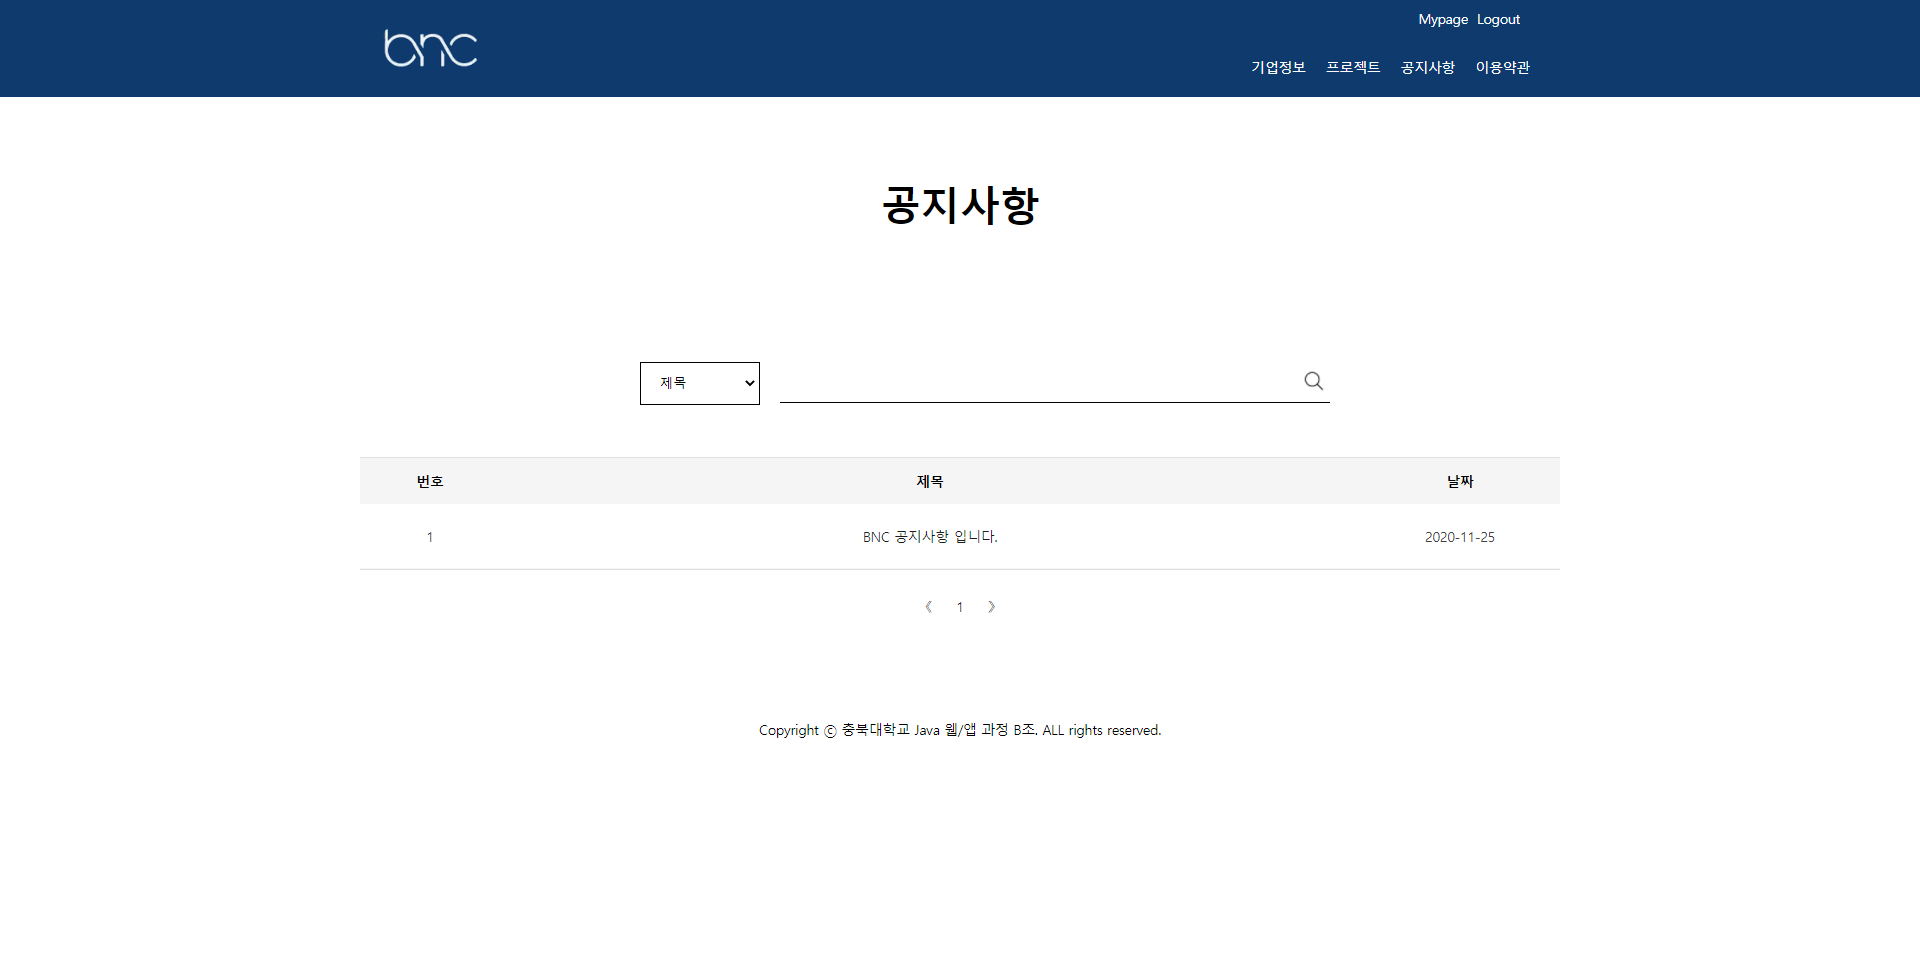 bnc
Mypage Logout
기업정보 프로젝트 공지사항 이용약관
공지사항
제목
번호 제목 날짜
1 BNC 공지사항 입니다. 2020-11-25
《 1 》
Copyright ⓒ 충북대학교 Java 웹/앱 과정 B조. ALL rights reserved.